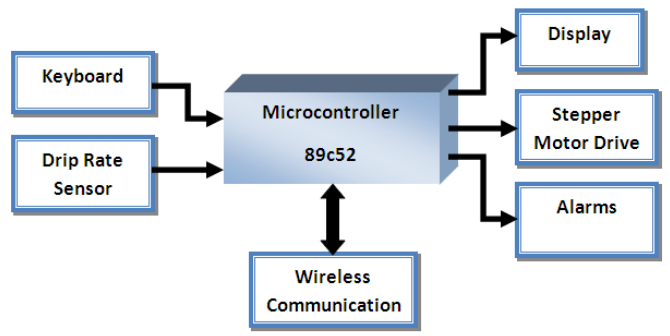 Keyboard
Drip Rate
Sensor
Microcontroller
89c52
Display
Stepper
Motor Drive
Alarms
Wireless
Communication